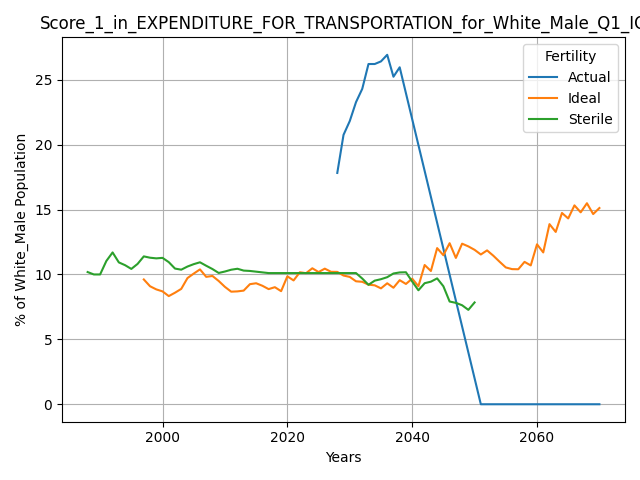 Score_1_in_EXPENDITURE_FOR_TRANSPORTATION_for_White_Male_Q1_IC
Fertility
Actual
Ideal
Sterile
% of White_Male Population
25
20
15
10
5
0
2000 2020 2040 2060
Years